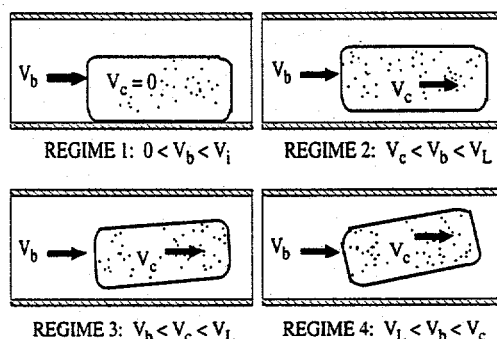 V_b V_c = 0
REGIME 1: 0 < V_b < V_i
V_b V_c
REGIME 2: V_c < V_b < V_L
V_b V_c
REGIME 3: V_b < V_c < V_L
V_b V_c
REGIME 4: V_L < V_b < V_c